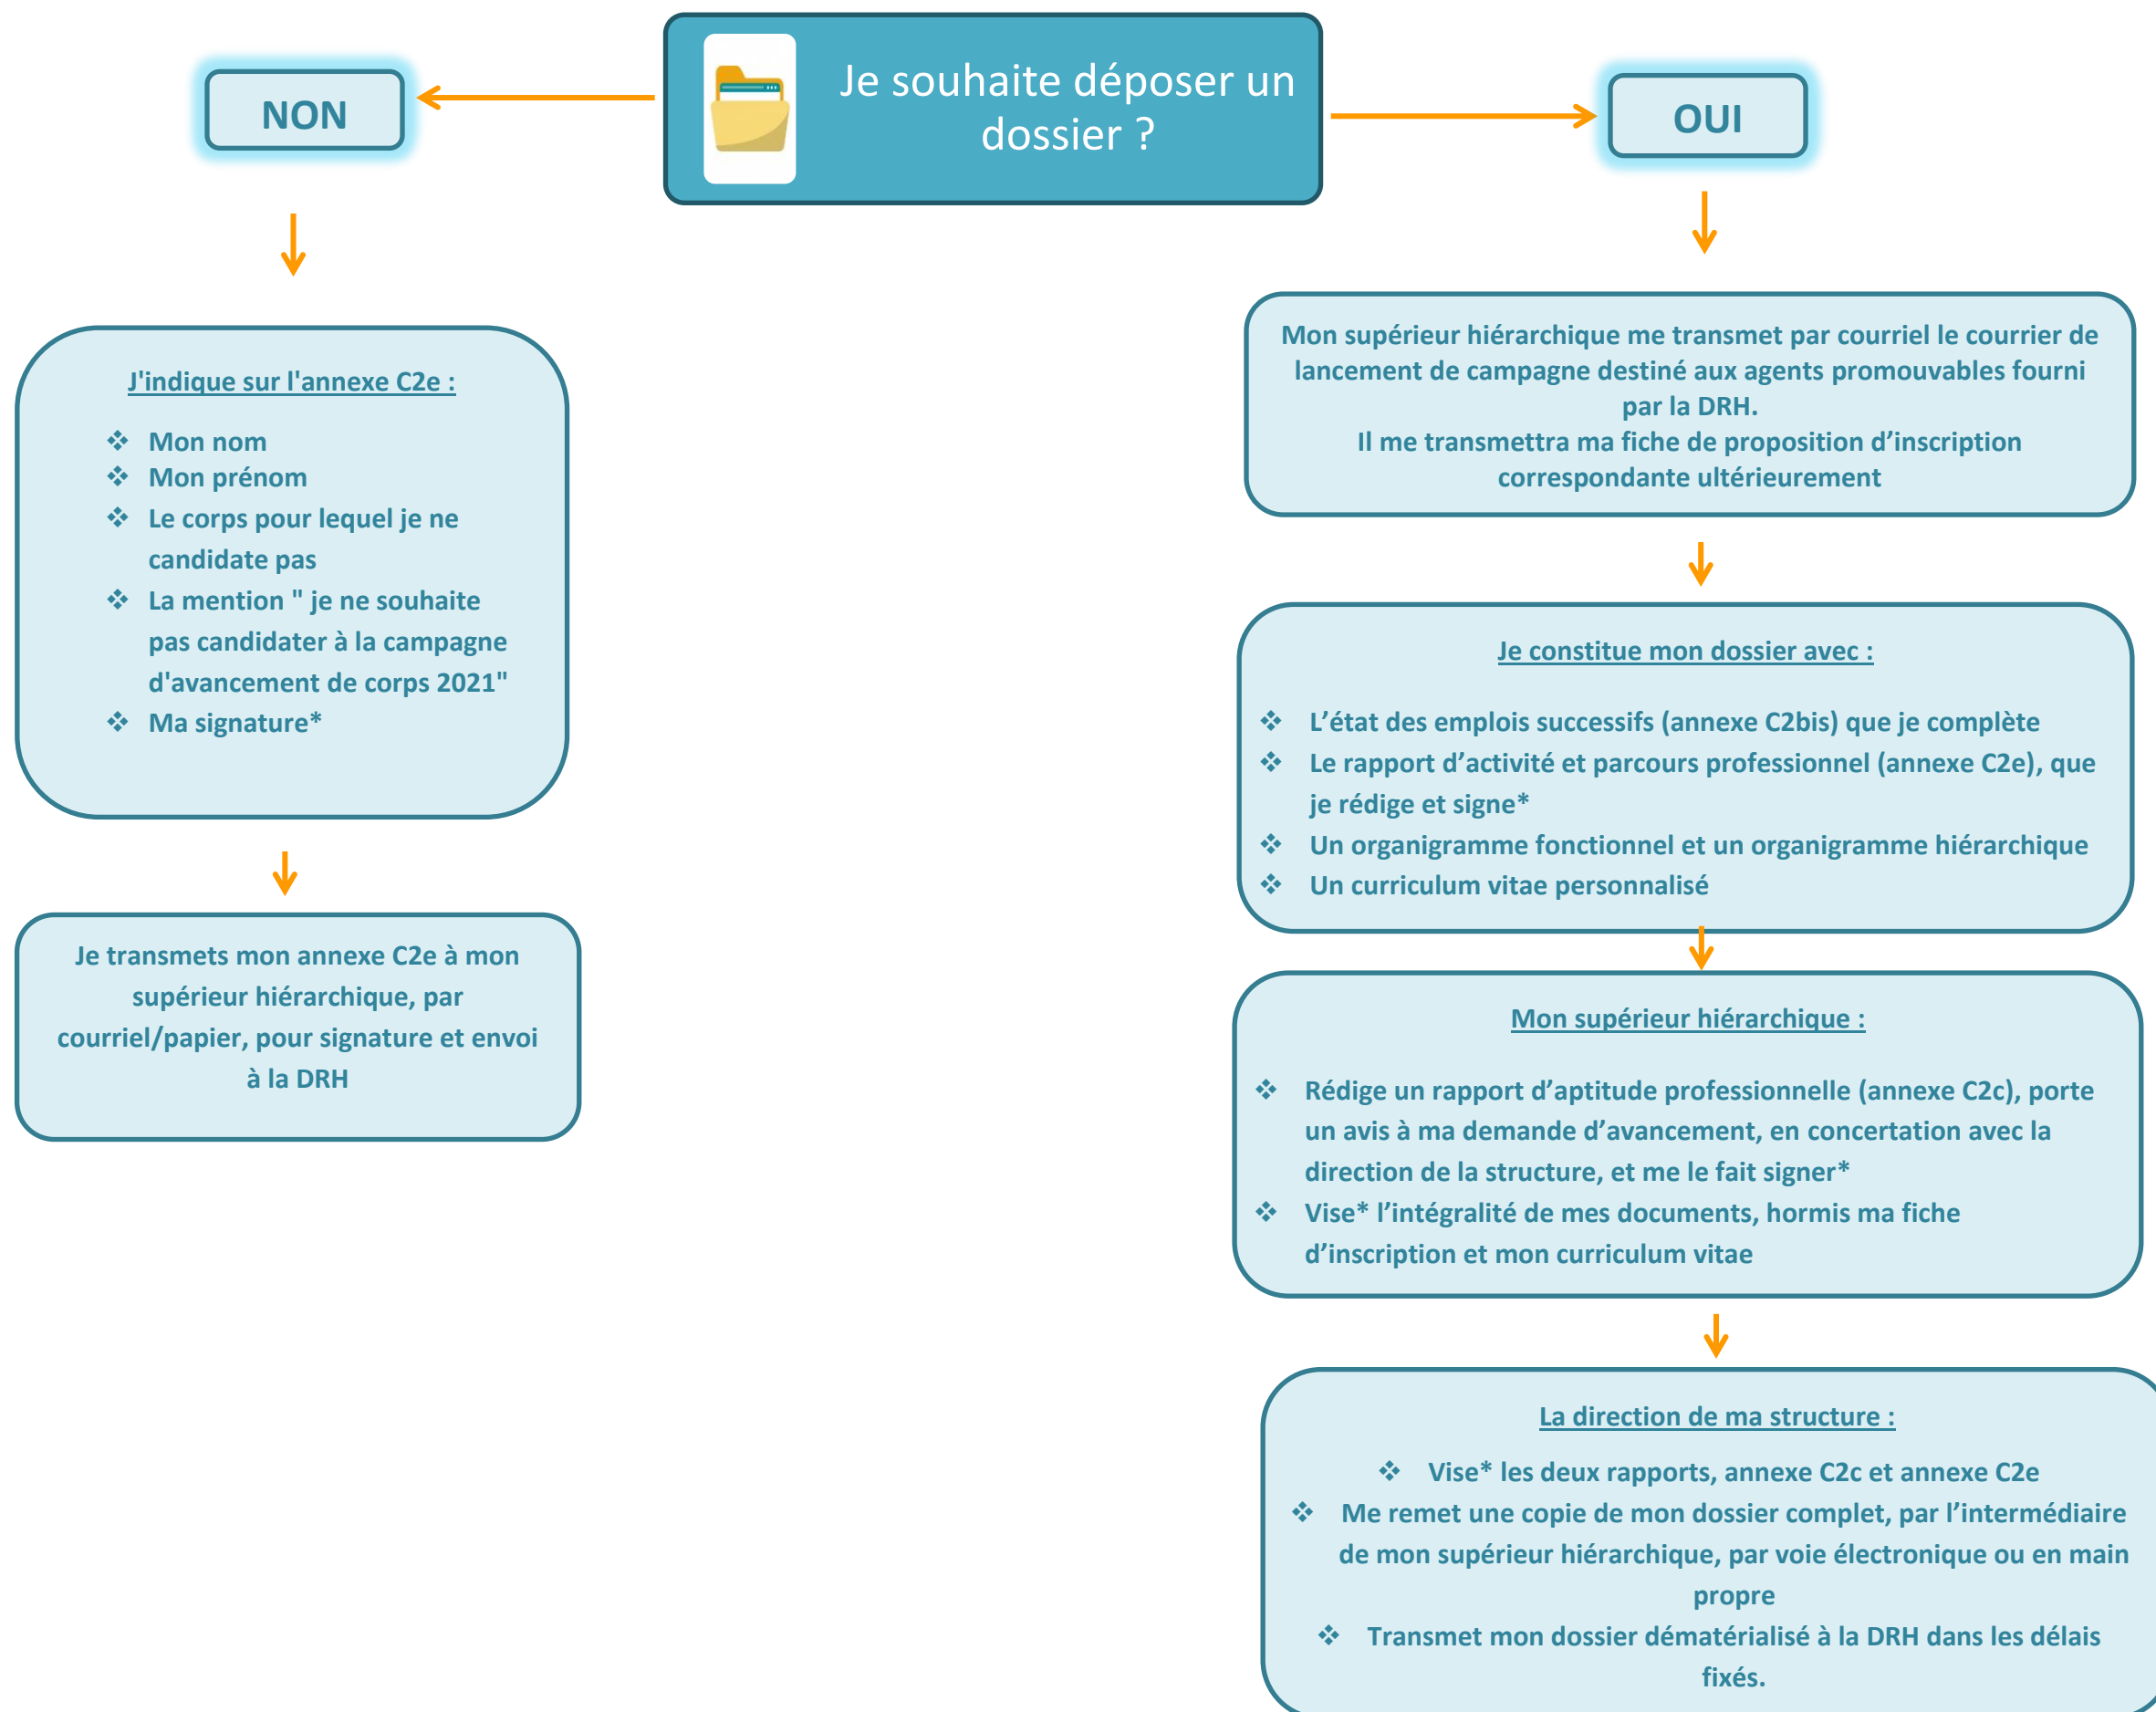 Je souhaite déposer un
dossier ?
NON
OUI
J'indique sur l'annexe C2e :
❖ Mon nom
❖ Mon prénom
❖ Le corps pour lequel je ne
candidate pas
❖ La mention " je ne souhaite
pas candidater à la campagne
d'avancement de corps 2021"
❖ Ma signature*
Je transmets mon annexe C2e à mon
supérieur hiérarchique, par
courriel/papier, pour signature et envoi
à la DRH
Mon supérieur hiérarchique me transmet par courriel le courrier de
lancement de campagne destiné aux agents promouvables fourni
par la DRH.
Il me transmettra ma fiche de proposition d’inscription
correspondante ultérieurement
Je constitue mon dossier avec :
❖ L’état des emplois successifs (annexe C2bis) que je complète
❖ Le rapport d’activité et parcours professionnel (annexe C2e), que
je rédige et signe*
❖ Un organigramme fonctionnel et un organigramme hiérarchique
❖ Un curriculum vitae personnalisé
Mon supérieur hiérarchique :
❖ Rédige un rapport d’aptitude professionnelle (annexe C2c), porte
un avis à ma demande d’avancement, en concertation avec la
direction de la structure, et me le fait signer*
❖ Vise* l’intégralité de mes documents, hormis ma fiche
d’inscription et mon curriculum vitae
La direction de ma structure :
❖ Vise* les deux rapports, annexe C2c et annexe C2e
❖ Me remet une copie de mon dossier complet, par l’intermédiaire
de mon supérieur hiérarchique, par voie électronique ou en main
propre
❖ Transmet mon dossier dématérialisé à la DRH dans les délais
fixés.